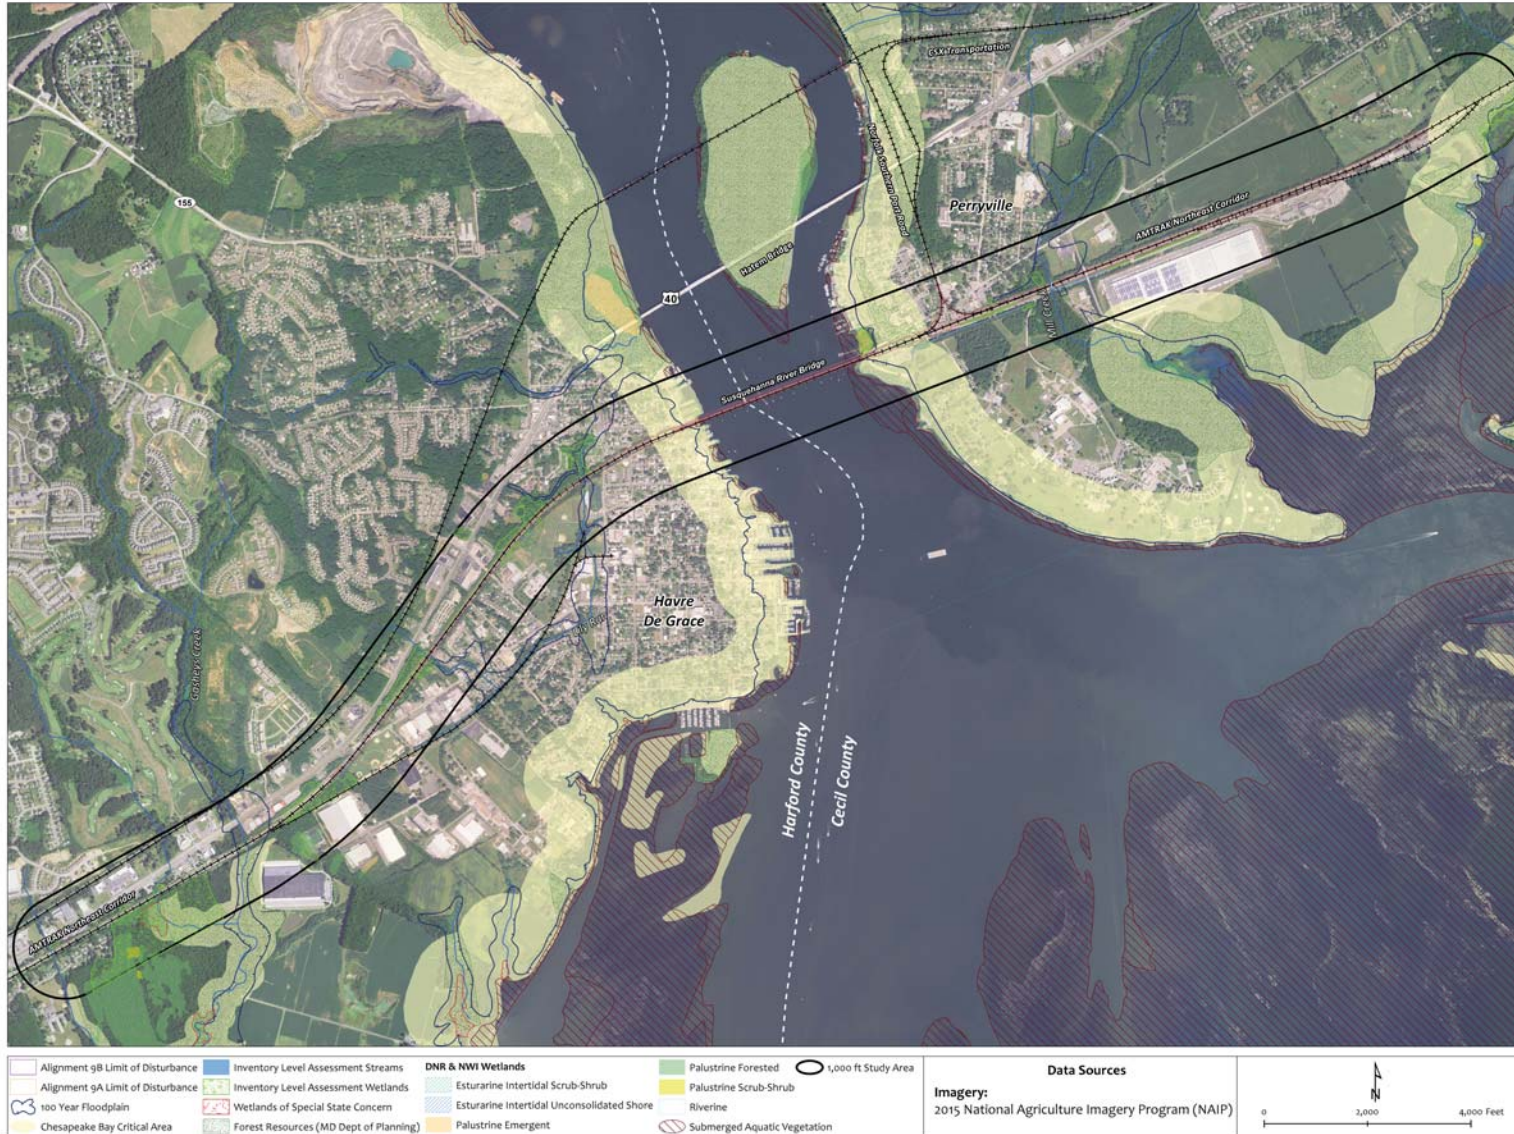 CSX Transportation
155
Norfolk Southern Port Road
Perryville
AMTRAK Northeast Corridor
Hatem Bridge
40
Mill Creek
Susquehanna River Bridge
Havre
De Grace
Lily Run
Gasheys Creek
Harford County
Cecil County
AMTRAK Northeast Corridor
Alignment 9B Limit of Disturbance
Alignment 9A Limit of Disturbance
100 Year Floodplain
Chesapeake Bay Critical Area
Inventory Level Assessment Streams
Inventory Level Assessment Wetlands
Wetlands of Special State Concern
Forest Resources (MD Dept of Planning)
DNR & NWI Wetlands
Esturarine Intertidal Scrub-Shrub
Esturarine Intertidal Unconsolidated Shore
Palustrine Emergent
Palustrine Forested
Palustrine Scrub-Shrub
Riverine
Submerged Aquatic Vegetation
1,000 ft Study Area
Data Sources
Imagery:
2015 National Agriculture Imagery Program (NAIP)
N
0 2,000 4,000 Feet